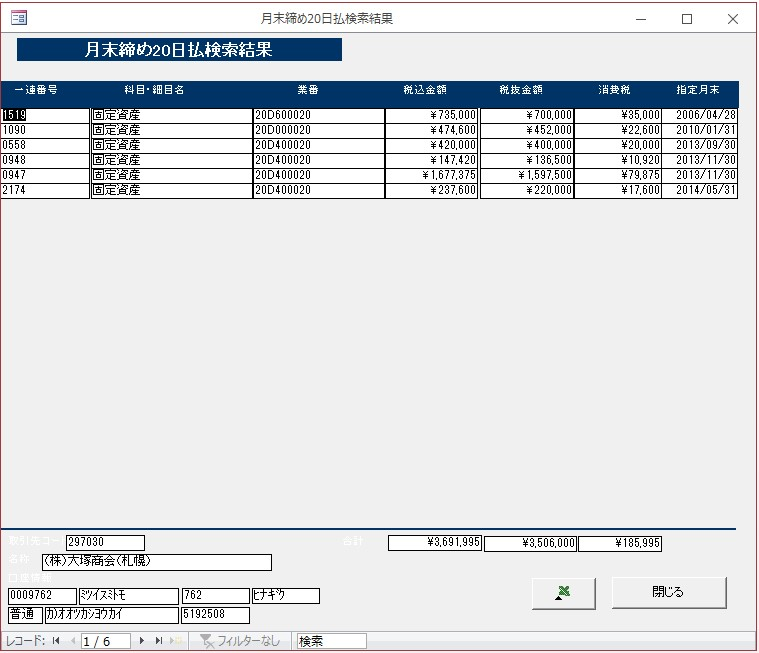 月末締め20日払検索結果
月末締め20日払検索結果
一連番号 科目・細目名 業番 税込金額 税抜金額 消費税 指定月末
1519 固定資産 20D600020 ¥735,000 ¥700,000 ¥35,000 2006/04/28
1090 固定資産 20D000020 ¥474,600 ¥452,000 ¥22,600 2010/01/31
0558 固定資産 20D400020 ¥420,000 ¥400,000 ¥20,000 2013/09/30
0948 固定資産 20D400020 ¥147,420 ¥136,500 ¥10,920 2013/11/30
0947 固定資産 20D400020 ¥1,677,375 ¥1,597,500 ¥79,875 2013/11/30
2174 固定資産 20D400020 ¥237,600 ¥220,000 ¥17,600 2014/05/31
取引先コード 297030 合計 ¥3,691,995 ¥3,506,000 ¥185,995
名称 (株)大塚商会(札幌)
口座情報
0009762 ミツイスミトモ 762 ヒナギク
普通 カ)オオツカシヨウカイ 5192508
閉じる
レコード: 1 / 6 フィルターなし 検索